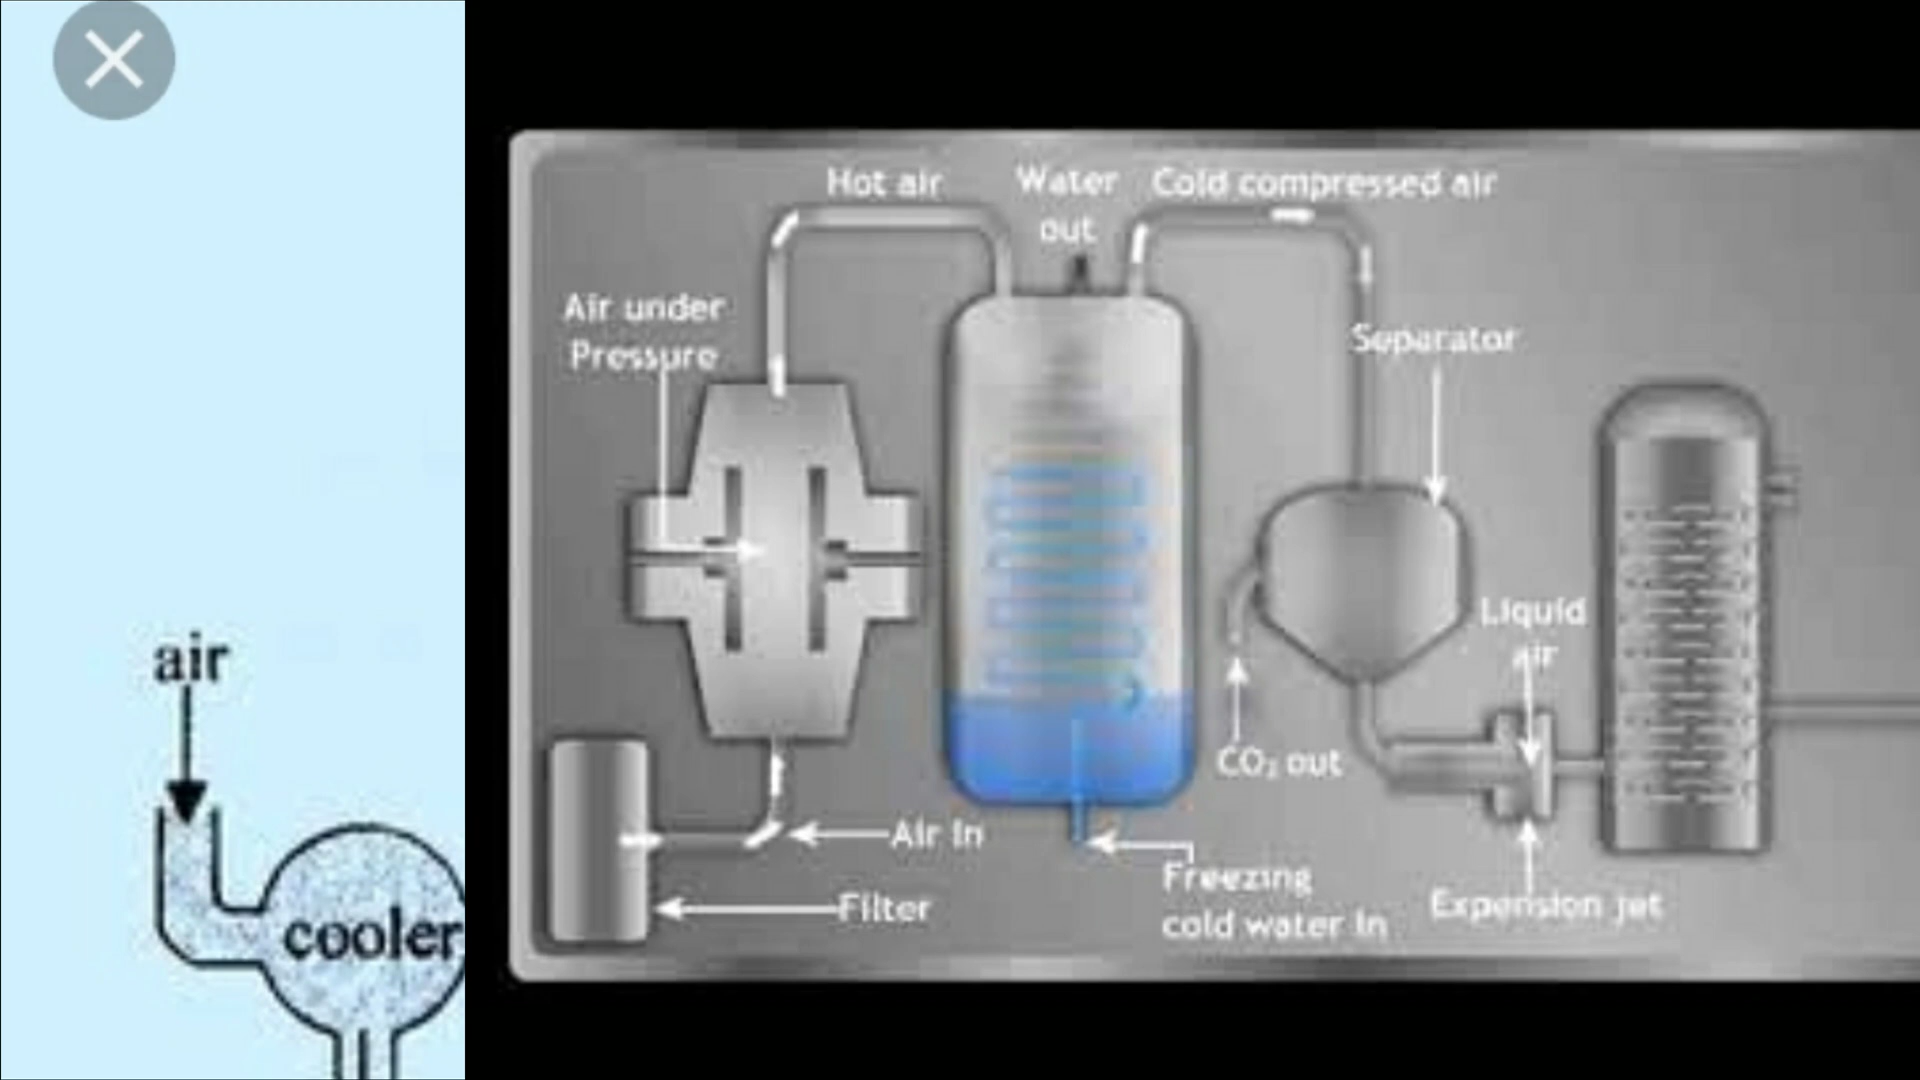 air
cooler
Hot air
Water
out
Cold compressed air
Air under
Pressure
Separator
Liquid
air
CO₂ out
Air in
Filter
Freezing
cold water in
Expansion jet